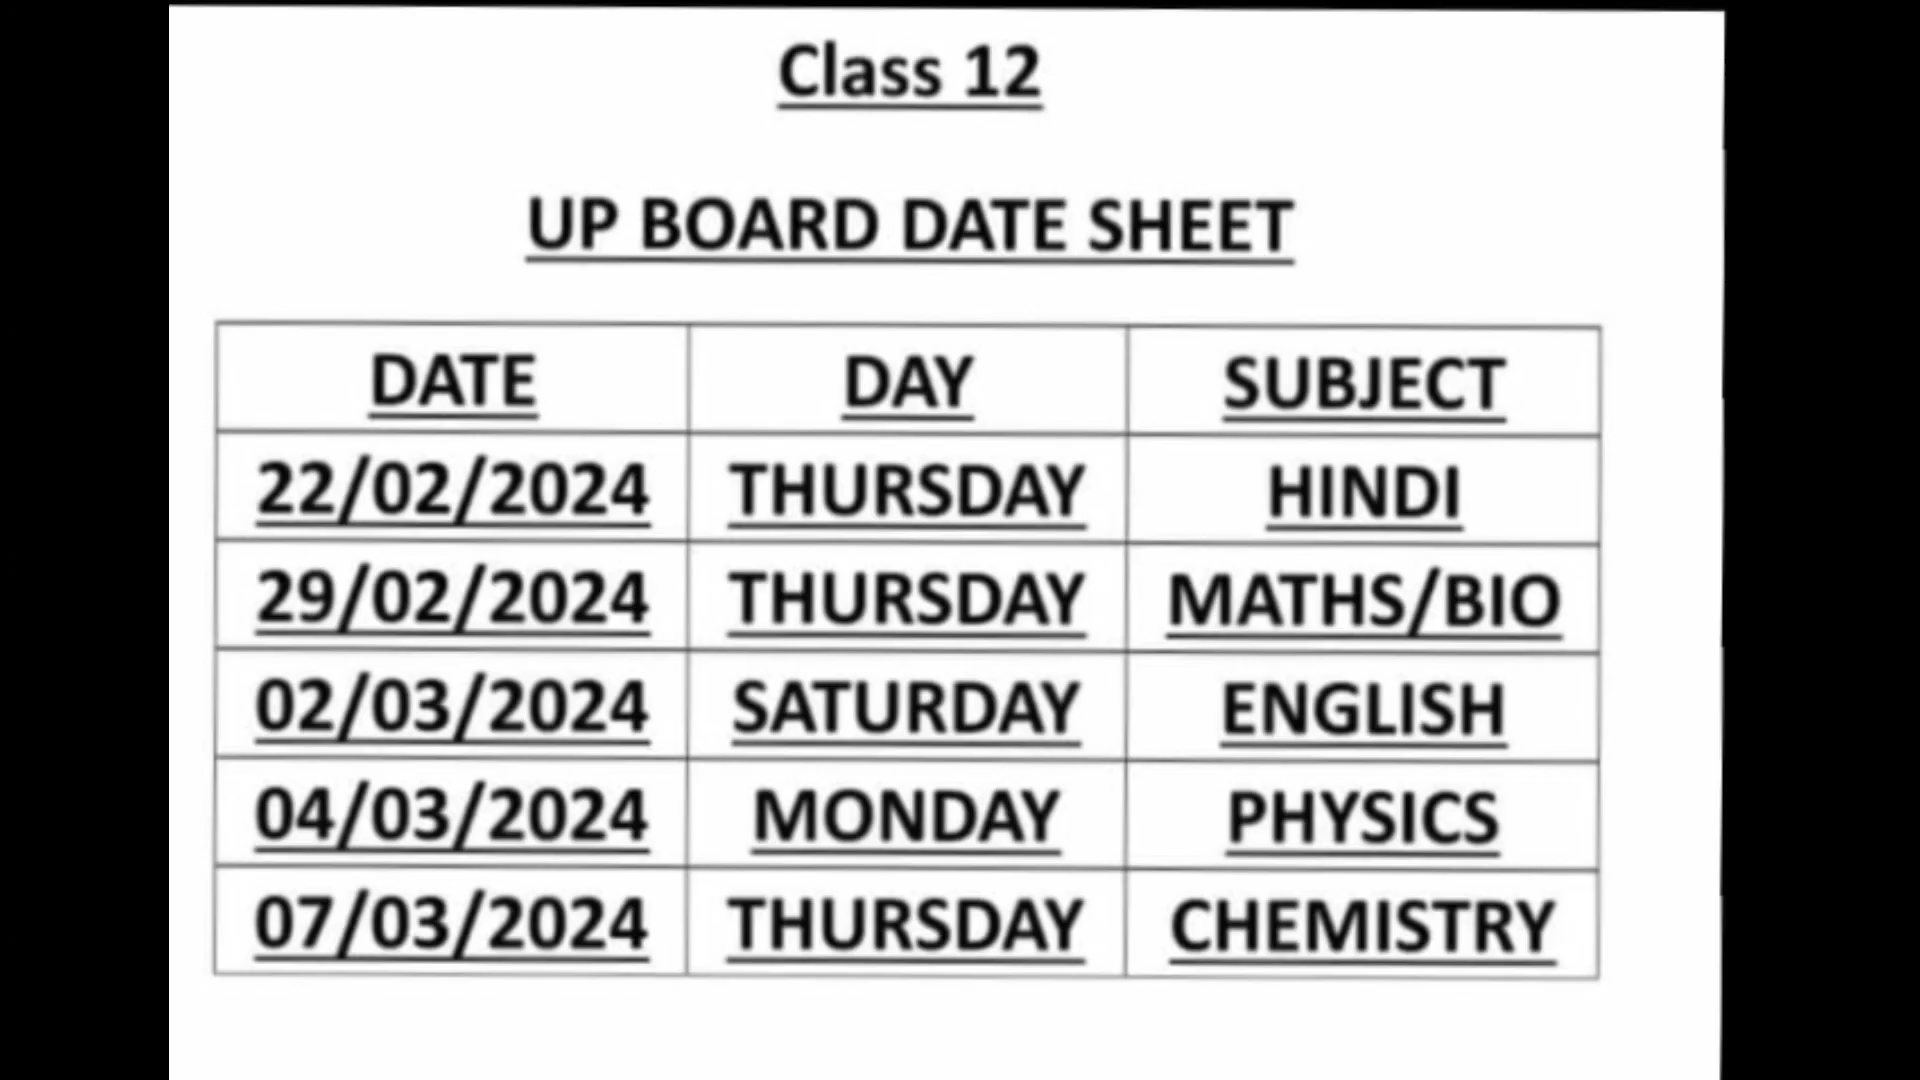 Class 12
UP BOARD DATE SHEET
DATE DAY SUBJECT
22/02/2024 THURSDAY HINDI
29/02/2024 THURSDAY MATHS/BIO
02/03/2024 SATURDAY ENGLISH
04/03/2024 MONDAY PHYSICS
07/03/2024 THURSDAY CHEMISTRY